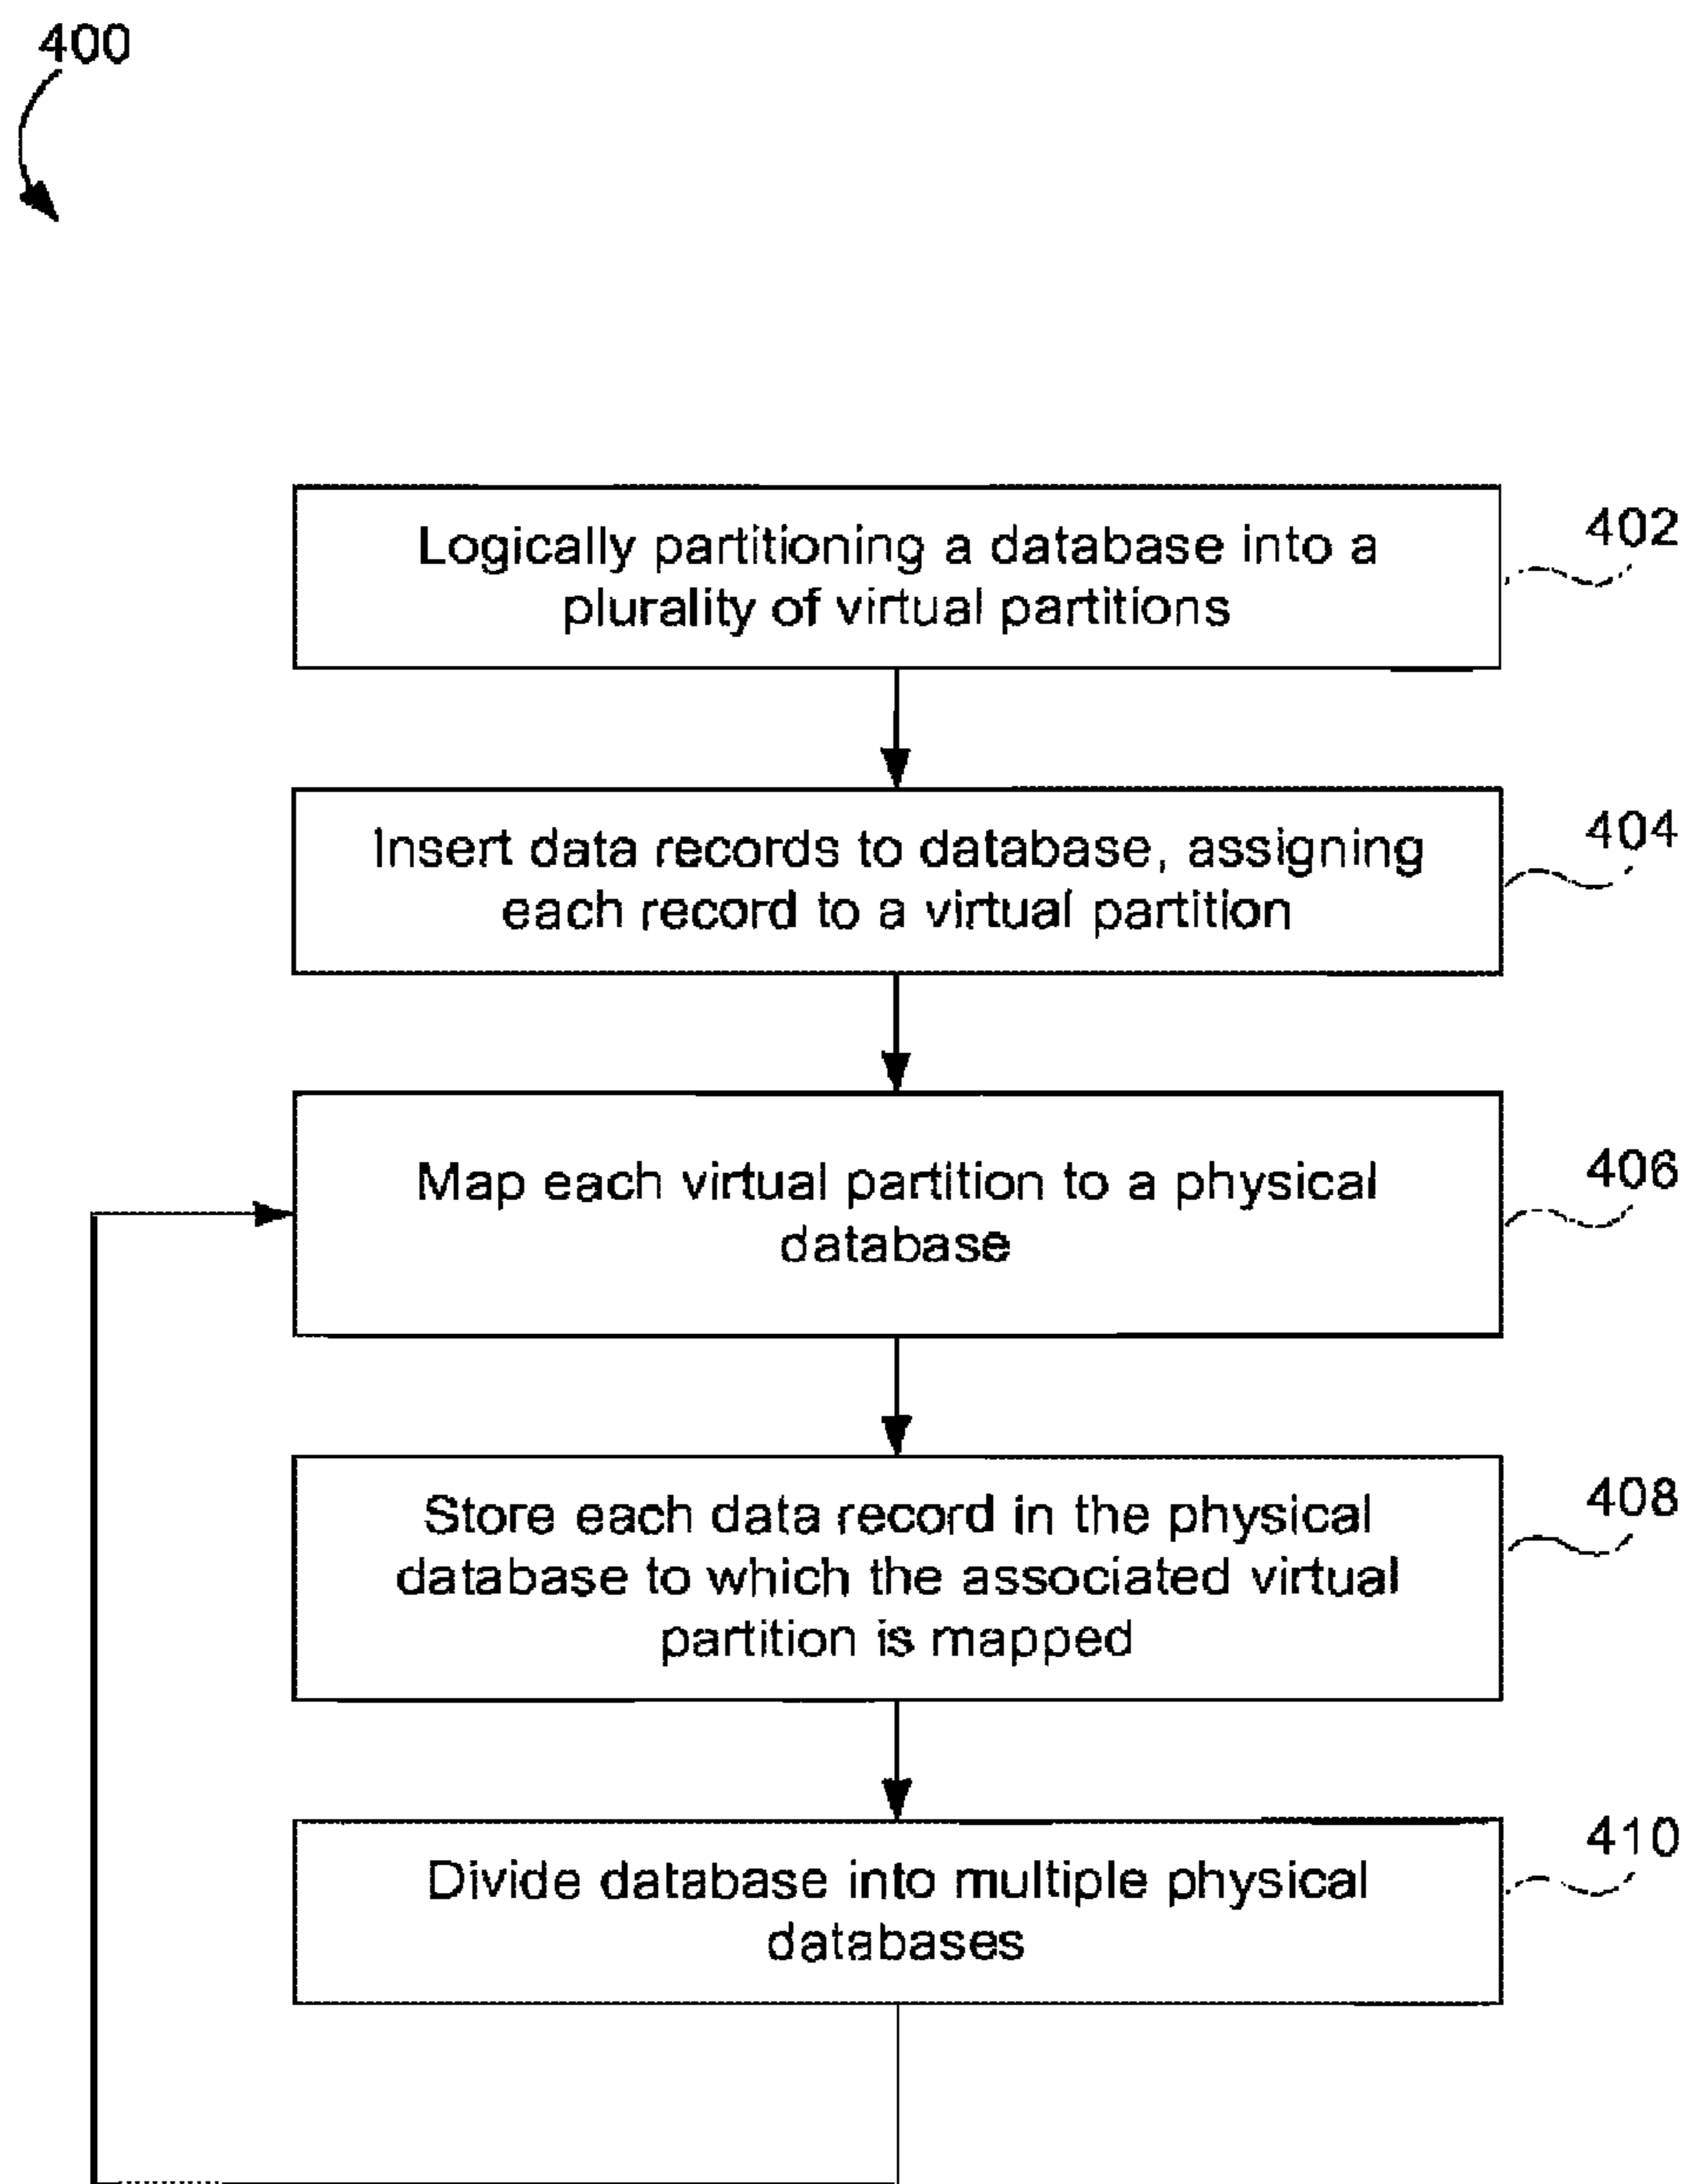 400
Logically partitioning a database into a
plurality of virtual partitions
402
Insert data records to database, assigning
each record to a virtual partition
404
Map each virtual partition to a physical
database
406
Store each data record in the physical
database to which the associated virtual
partition is mapped
408
Divide database into multiple physical
databases
410